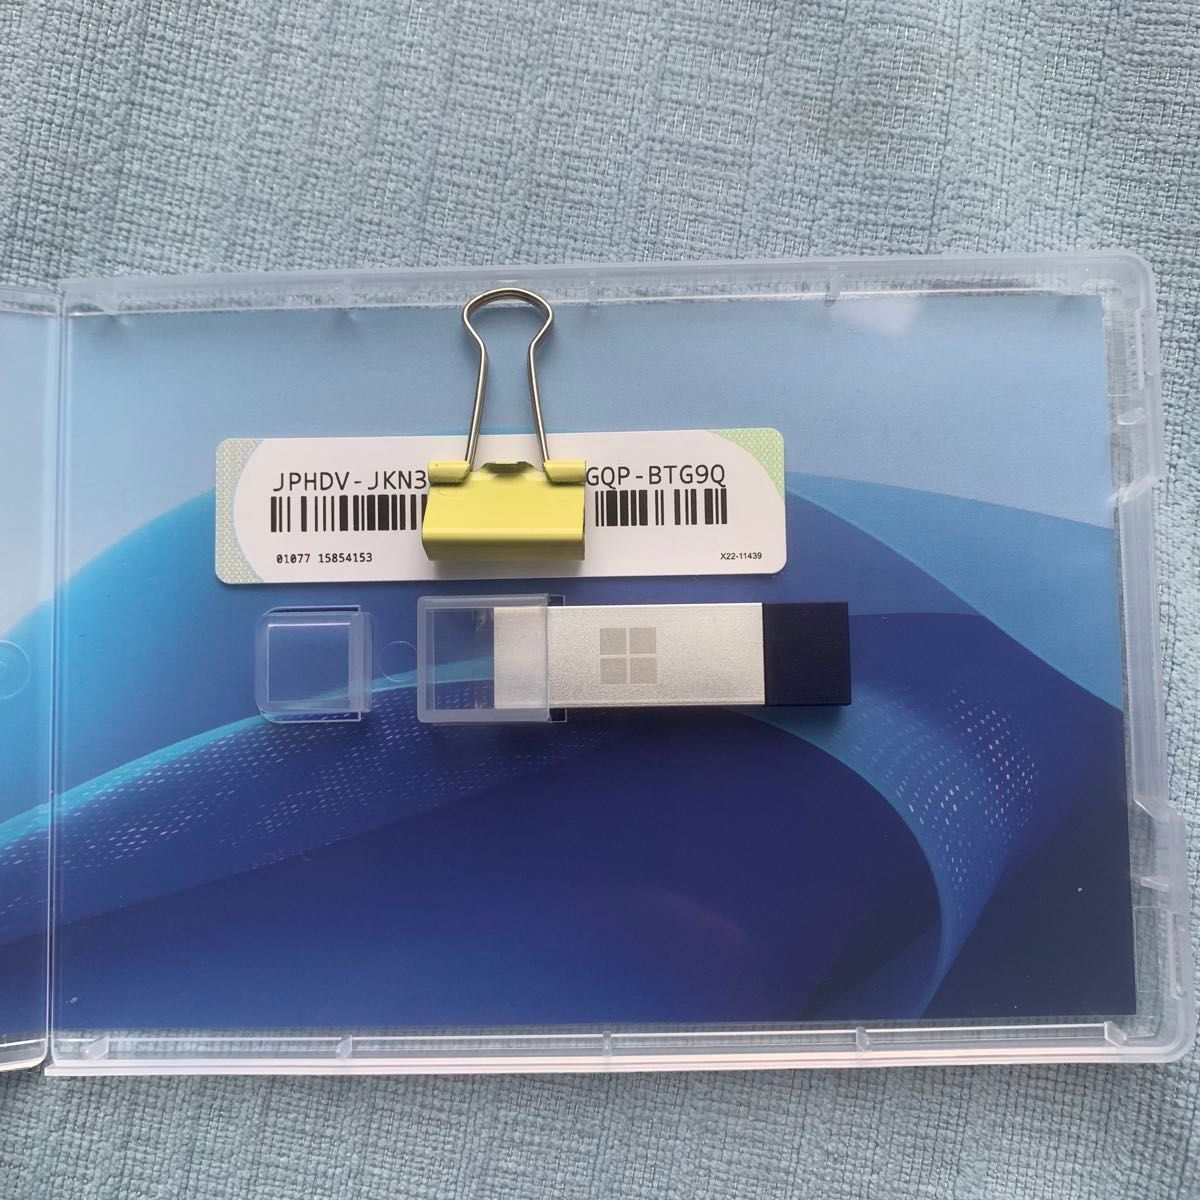 JPHDV-JKN3 GQP-BTG9Q
01077 15854153
X22-11439